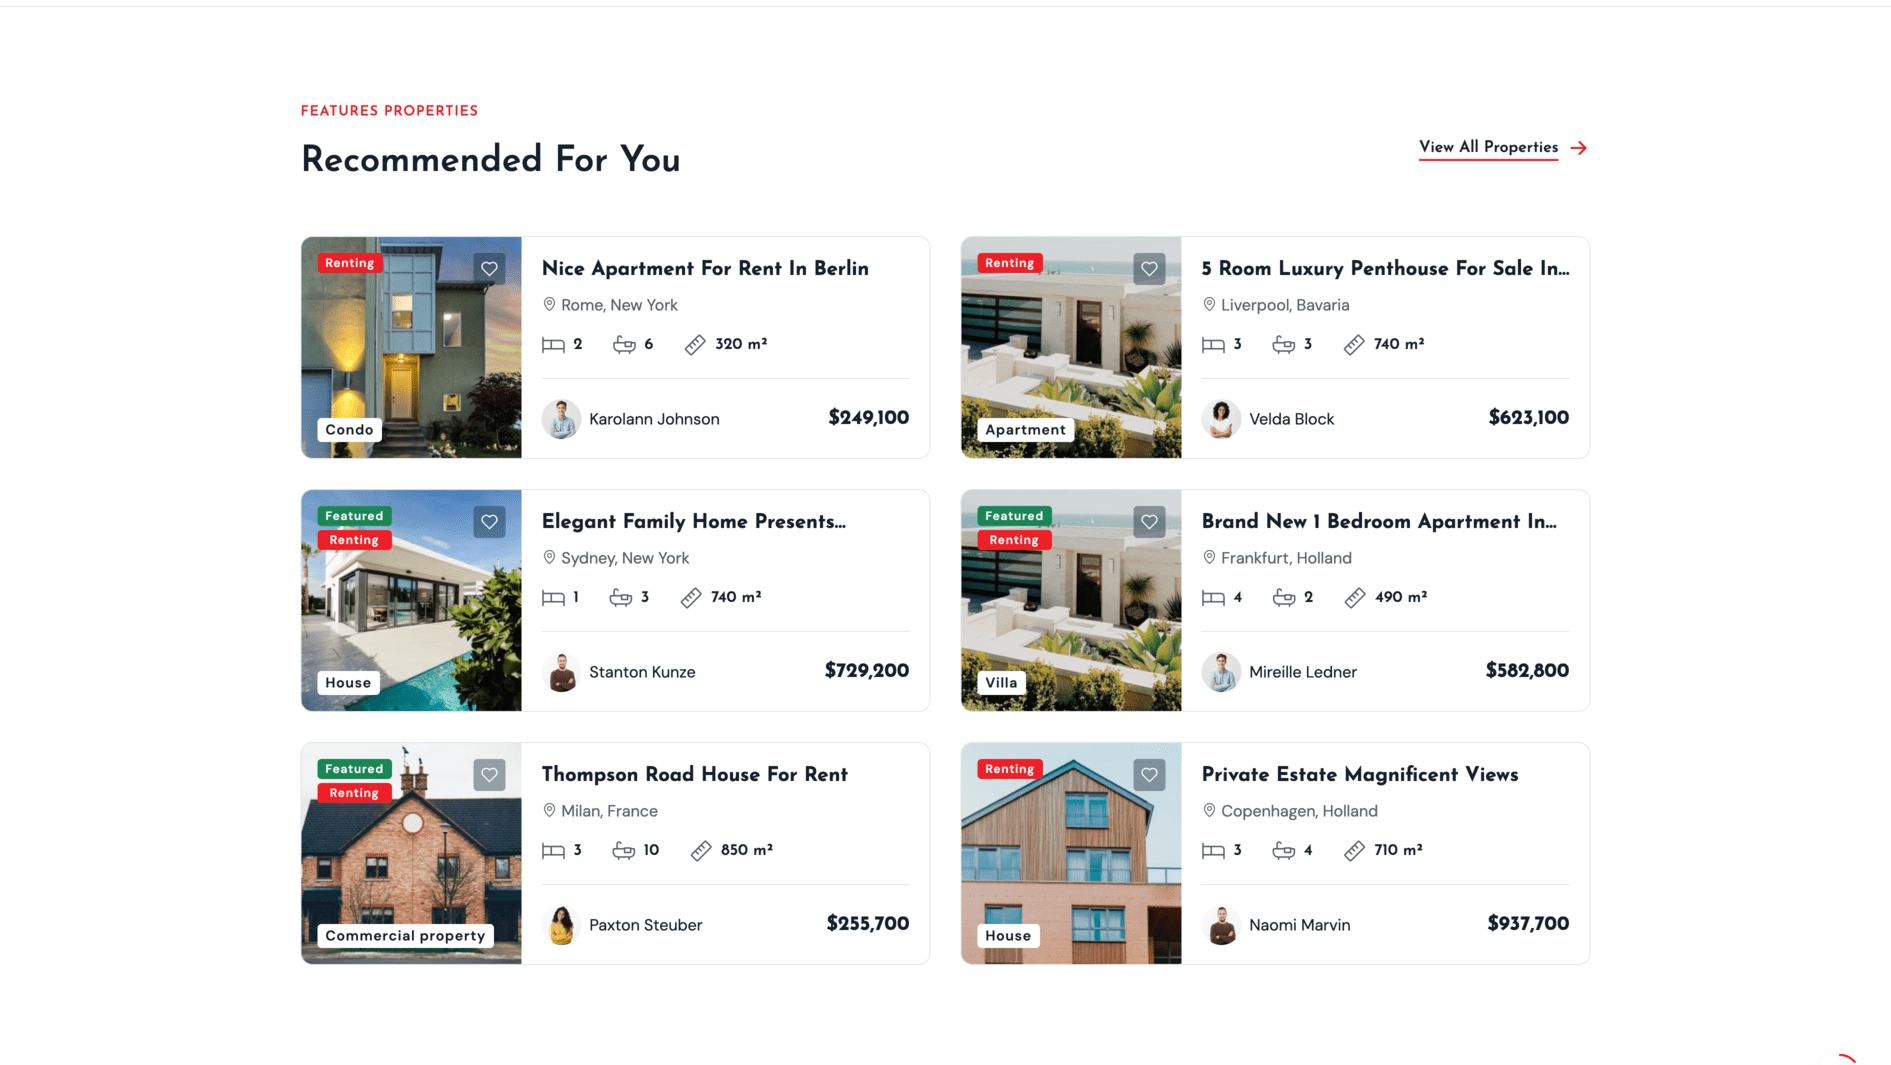 FEATURES PROPERTIES
Recommended For You
View All Properties
Renting
Condo
Nice Apartment For Rent In Berlin
Rome, New York
2 6 320 m²
Karolann Johnson $249,100
Renting
Apartment
5 Room Luxury Penthouse For Sale In...
Liverpool, Bavaria
3 3 740 m²
Velda Block $623,100
Featured
Renting
House
Elegant Family Home Presents...
Sydney, New York
1 3 740 m²
Stanton Kunze $729,200
Featured
Renting
Villa
Brand New 1 Bedroom Apartment In...
Frankfurt, Holland
4 2 490 m²
Mireille Ledner $582,800
Featured
Renting
Commercial property
Thompson Road House For Rent
Milan, France
3 10 850 m²
Paxton Steuber $255,700
Renting
House
Private Estate Magnificent Views
Copenhagen, Holland
3 4 710 m²
Naomi Marvin $937,700